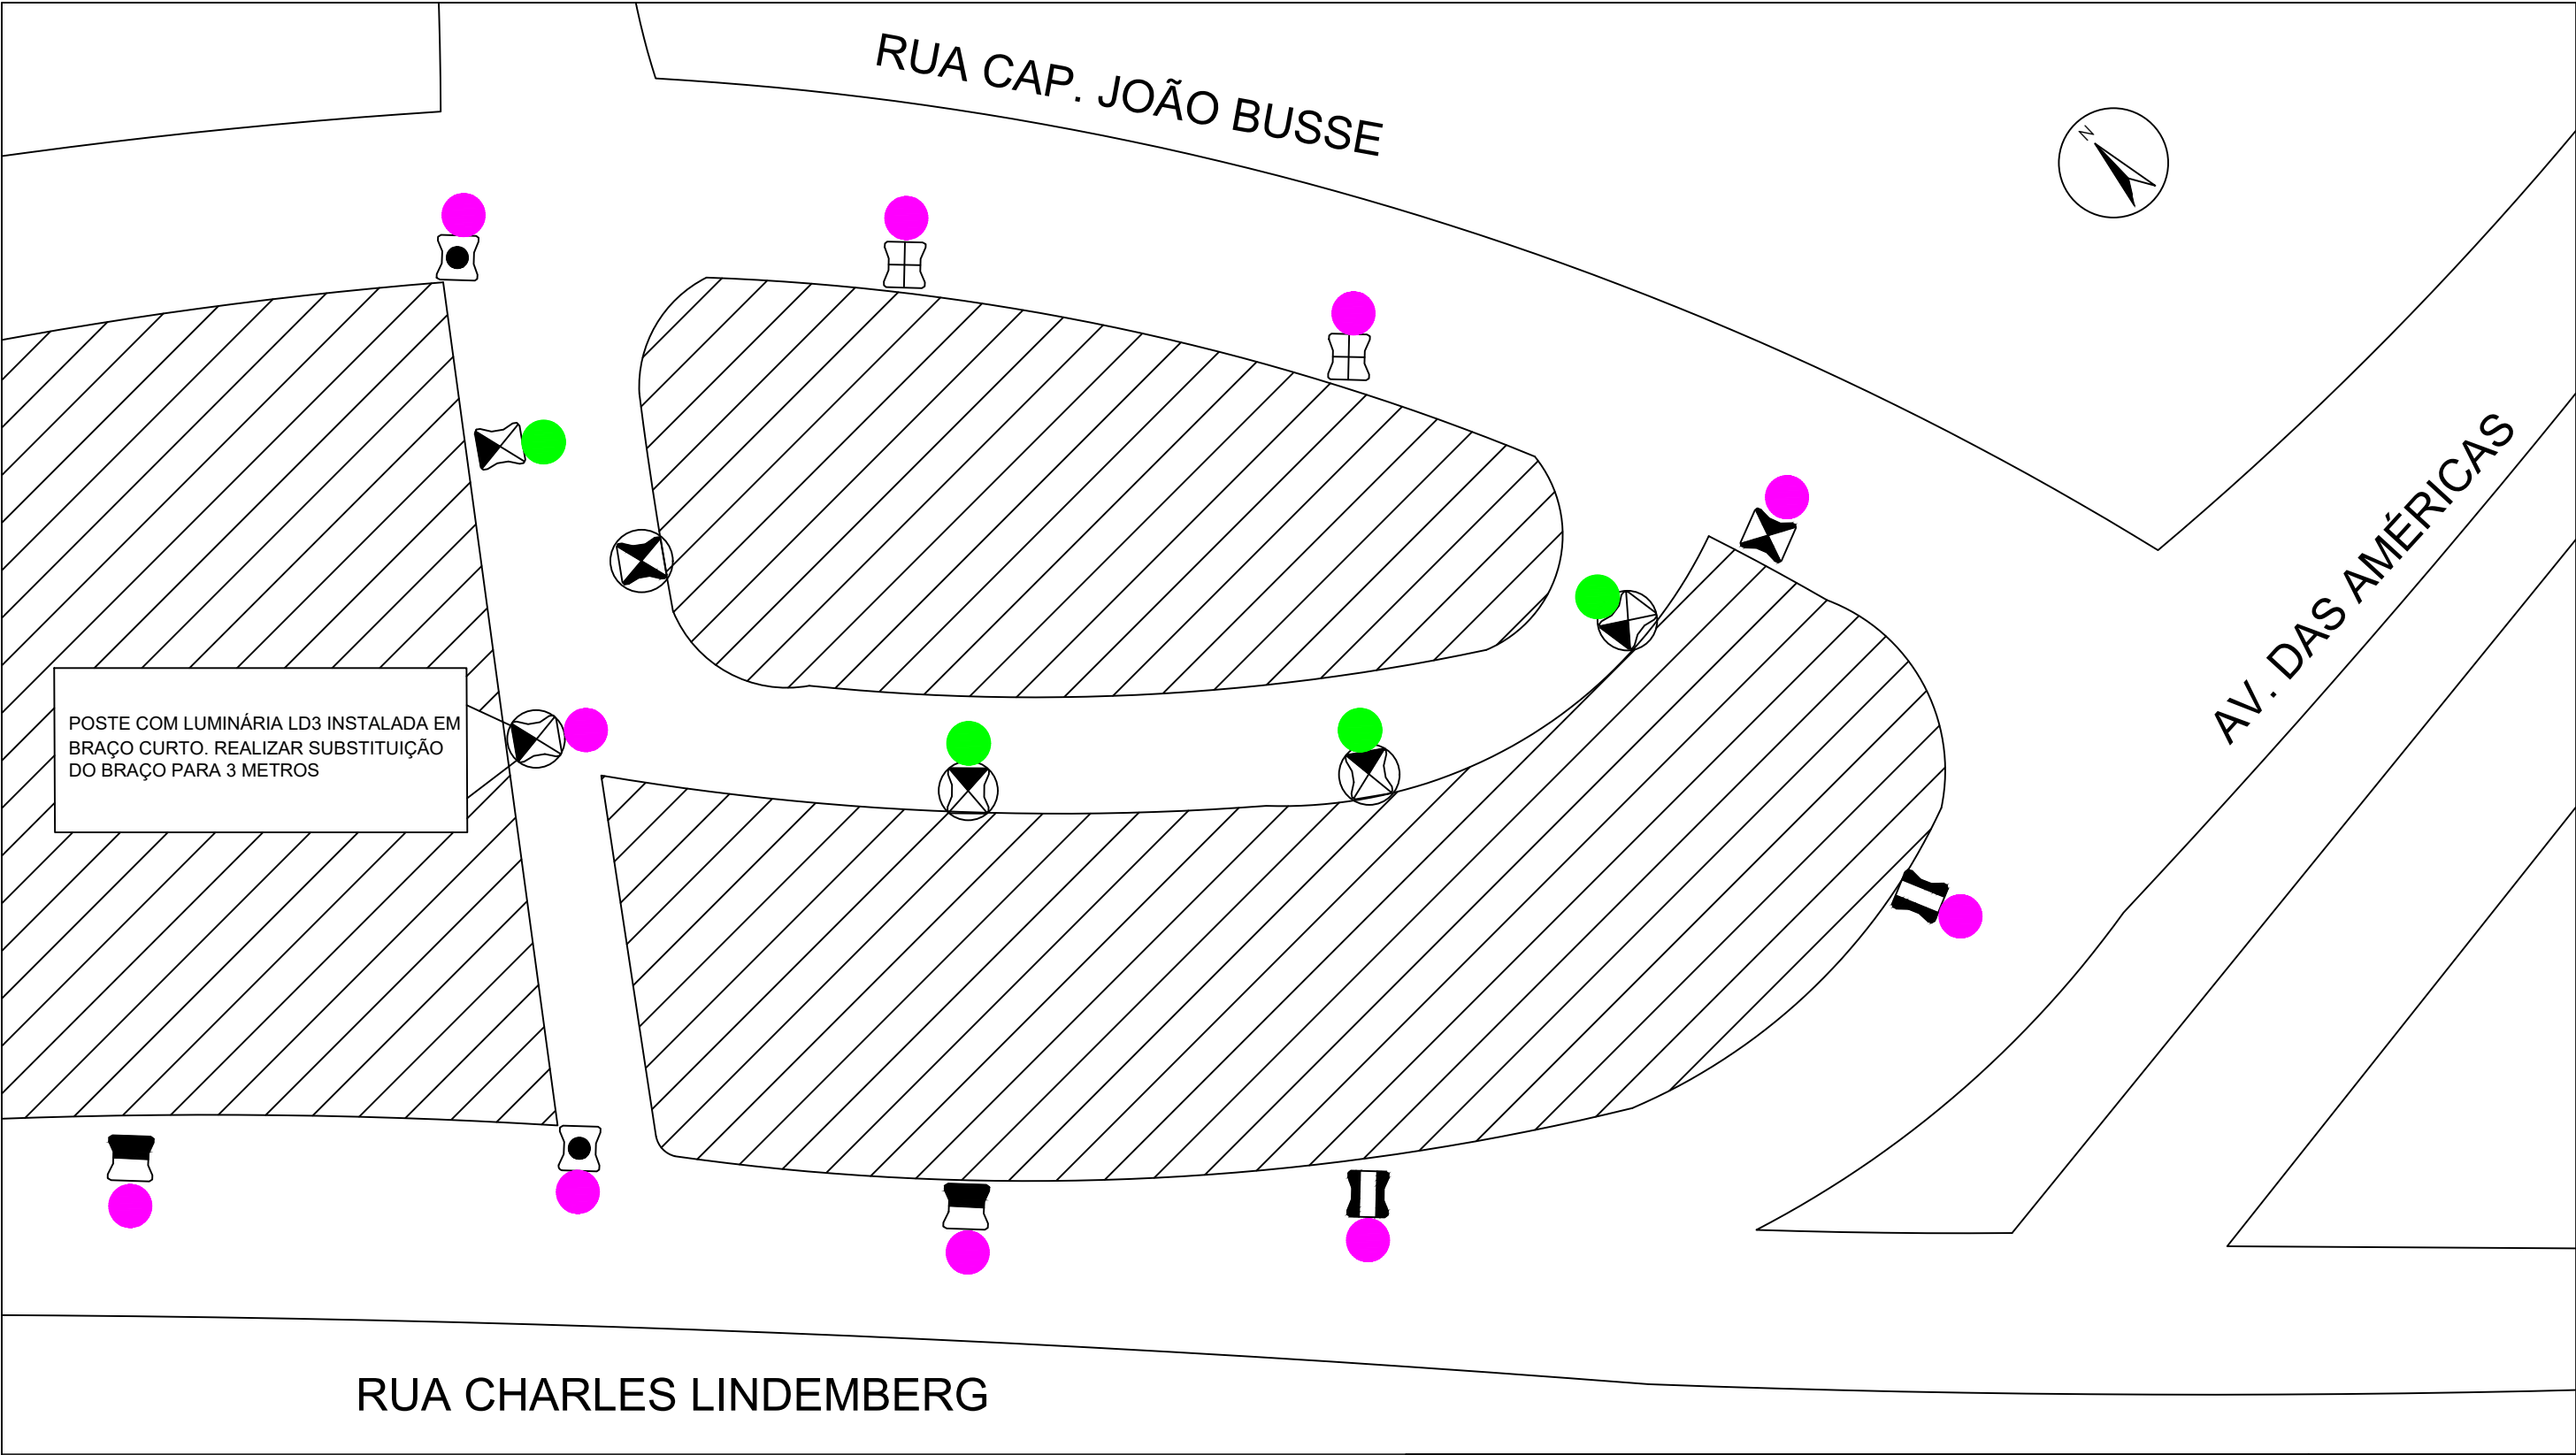 RUA CAP. JOÃO BUSSE
N
AV. DAS AMÉRICAS
POSTE COM LUMINÁRIA LD3 INSTALADA EM
BRAÇO CURTO. REALIZAR SUBSTITUIÇÃO
DO BRAÇO PARA 3 METROS
RUA CHARLES LINDEMBERG